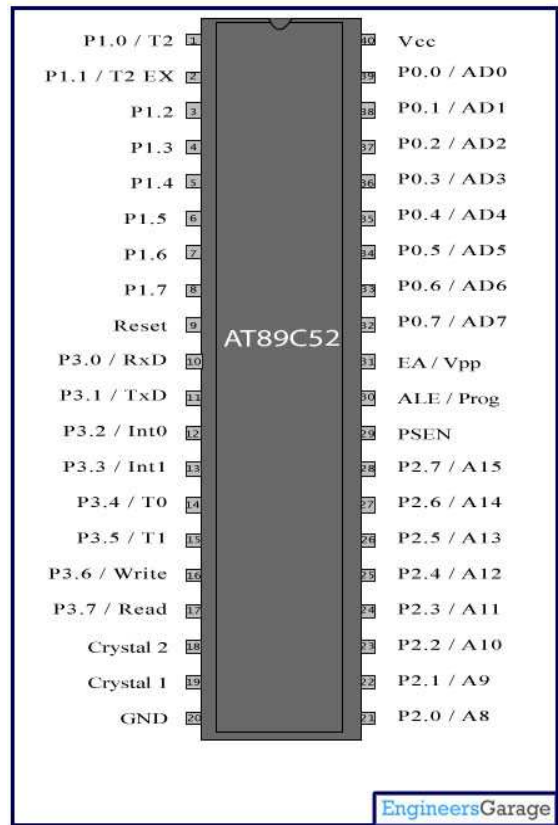 P1.0 / T2 1 40 Vcc
P1.1 / T2 EX 2 39 P0.0 / AD0
P1.2 3 38 P0.1 / AD1
P1.3 4 37 P0.2 / AD2
P1.4 5 36 P0.3 / AD3
P1.5 6 35 P0.4 / AD4
P1.6 7 34 P0.5 / AD5
P1.7 8 33 P0.6 / AD6
Reset 9 32 P0.7 / AD7
AT89C52
P3.0 / RxD 10 31 EA / Vpp
P3.1 / TxD 11 30 ALE / Prog
P3.2 / Int0 12 29 PSEN
P3.3 / Int1 13 28 P2.7 / A15
P3.4 / T0 14 27 P2.6 / A14
P3.5 / T1 15 26 P2.5 / A13
P3.6 / Write 16 25 P2.4 / A12
P3.7 / Read 17 24 P2.3 / A11
Crystal 2 18 23 P2.2 / A10
Crystal 1 19 22 P2.1 / A9
GND 20 21 P2.0 / A8
EngineersGarage